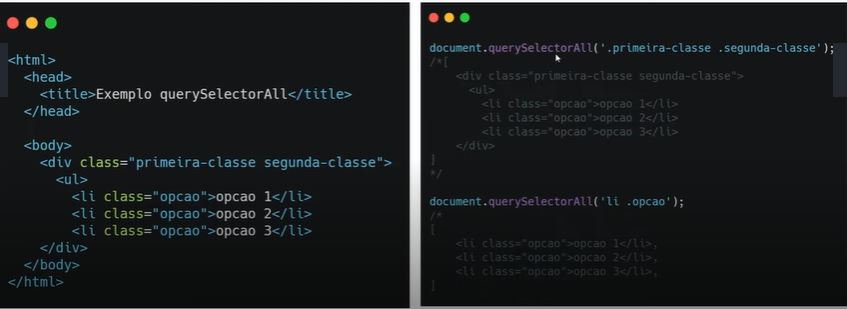 <html>
<head>
<title>Exemplo querySelectorAll</title>
</head>
<body>
<div class="primeira-classe segunda-classe">
<ul>
<li class="opcao">opcao 1</li>
<li class="opcao">opcao 2</li>
<li class="opcao">opcao 3</li>
</div>
</body>
</html>
document.querySelectorAll('.primeira-classe .segunda-classe');
/*[
<div class="primeira-classe segunda-classe">
<ul>
<li class="opcao">opcao 1</li>
<li class="opcao">opcao 2</li>
<li class="opcao">opcao 3</li>
</div>
]
*/
document.querySelectorAll('li .opcao');
/*
[
<li class="opcao">opcao 1</li>,
<li class="opcao">opcao 2</li>,
<li class="opcao">opcao 3</li>,
]